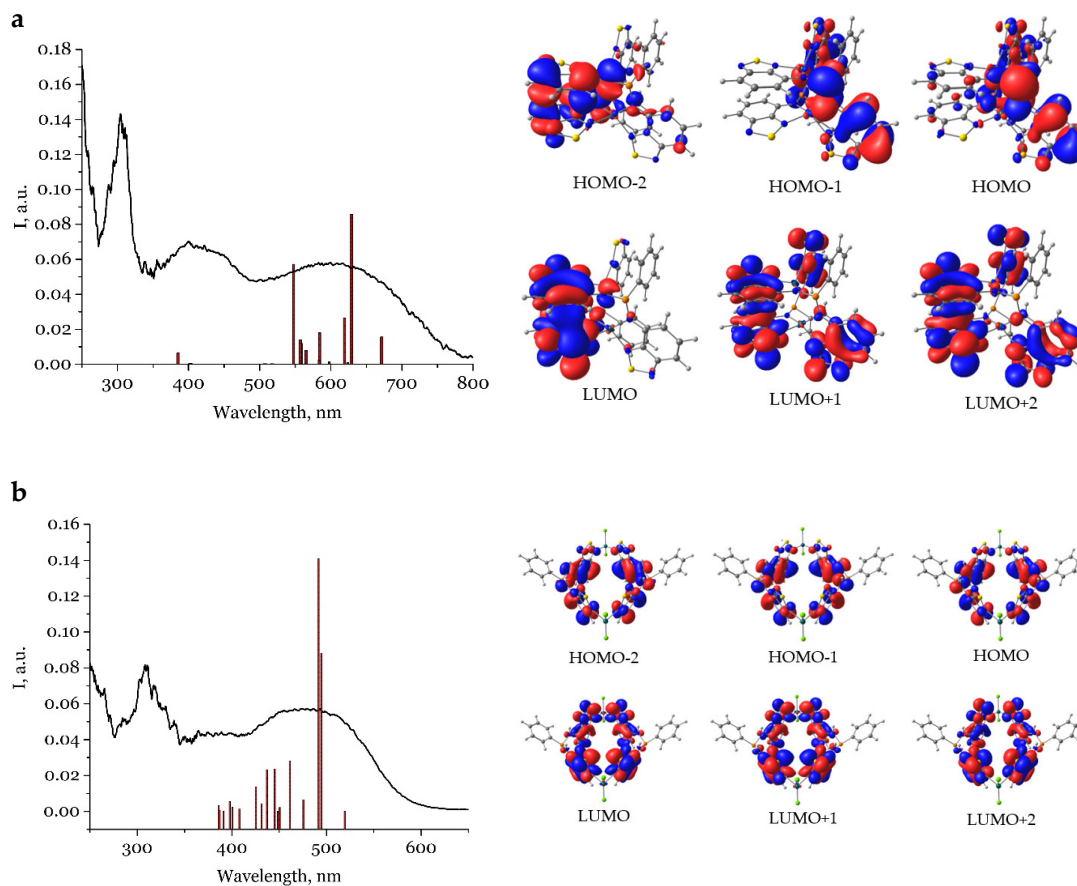 a
0.18
0.16
0.14
0.12
0.10
0.08
0.06
0.04
0.02
0.00
I, a.u.
300 400 500 600 700 800
Wavelength, nm
HOMO-2 HOMO-1 HOMO
LUMO LUMO+1 LUMO+2
b
0.16
0.14
0.12
0.10
0.08
0.06
0.04
0.02
0.00
I, a.u.
300 400 500 600
Wavelength, nm
HOMO-2 HOMO-1 HOMO
LUMO LUMO+1 LUMO+2